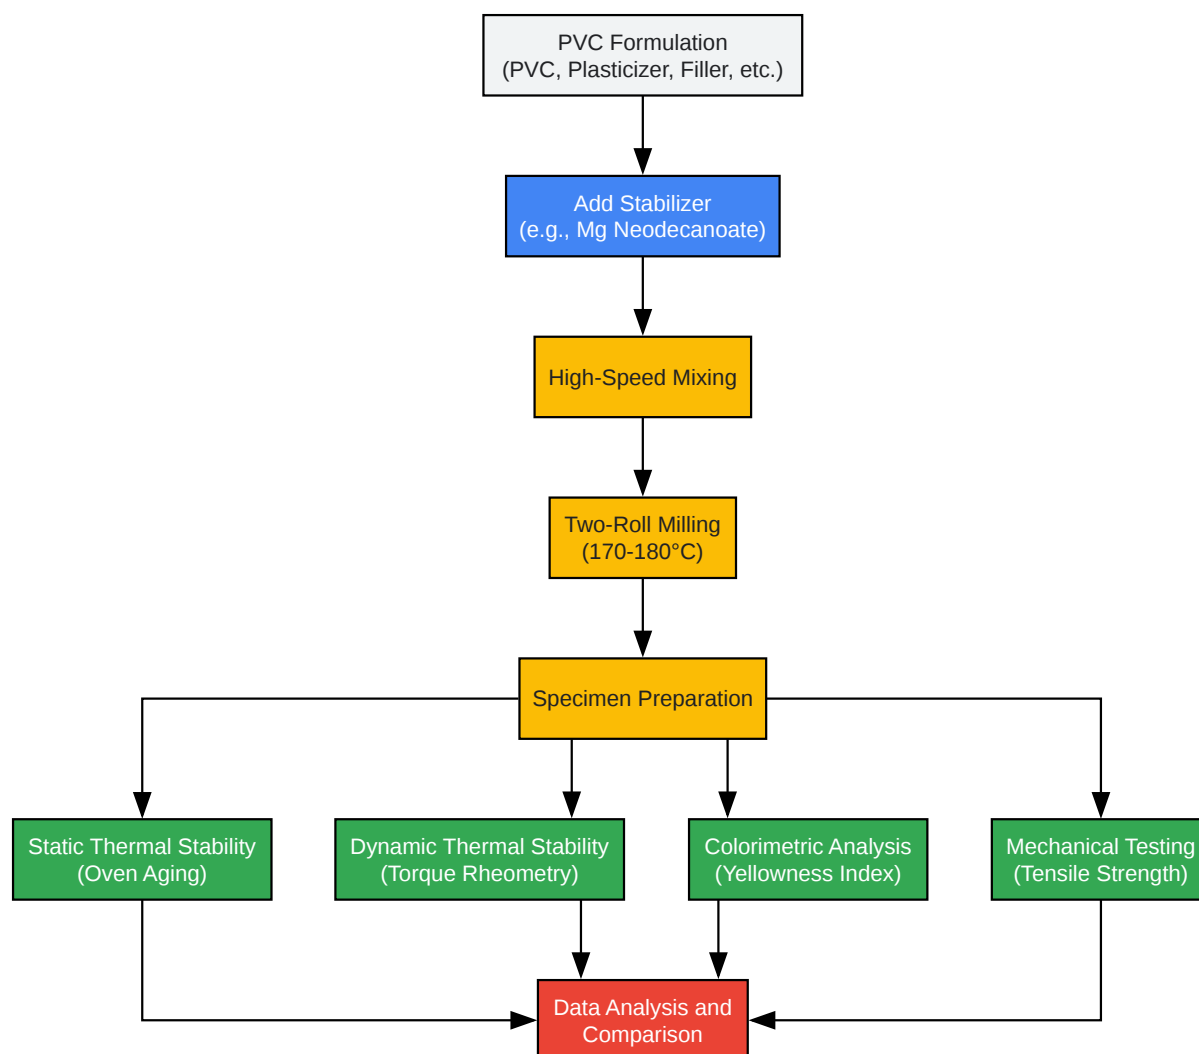 PVC Formulation
(PVC, Plasticizer, Filler, etc.)
Add Stabilizer
(e.g., Mg Neodecanoate)
High-Speed Mixing
Two-Roll Milling
(170-180°C)
Specimen Preparation
Static Thermal Stability
(Oven Aging)
Dynamic Thermal Stability
(Torque Rheometry)
Colorimetric Analysis
(Yellowness Index)
Mechanical Testing
(Tensile Strength)
Data Analysis and
Comparison